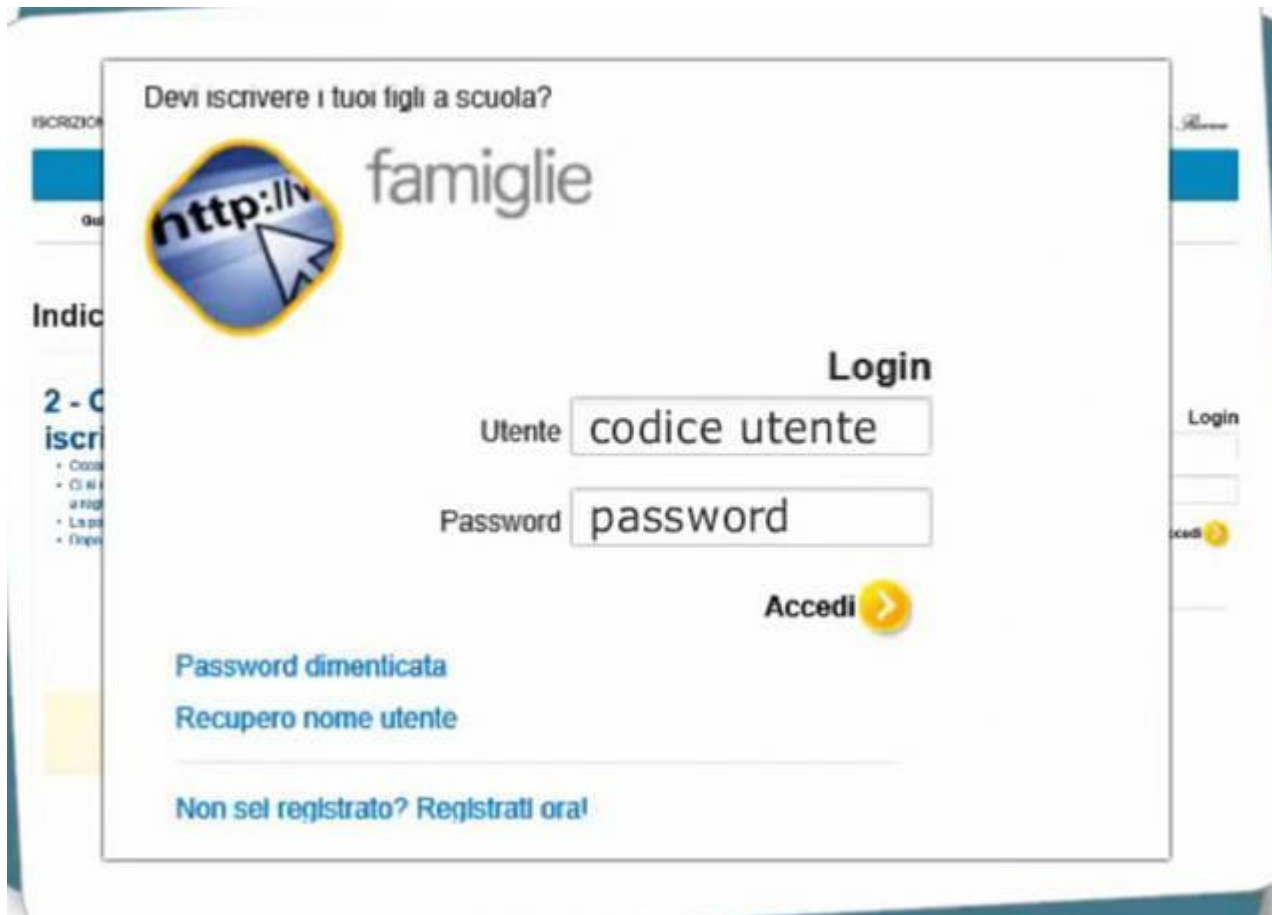 Devi iscrivere i tuoi figli a scuola?
famiglie
http://
Login
Utente codice utente
Password password
Accedi
Password dimenticata
Recupero nome utente
Non sei registrato? Registrati ora!
Indic
2 - C
iscri
Login